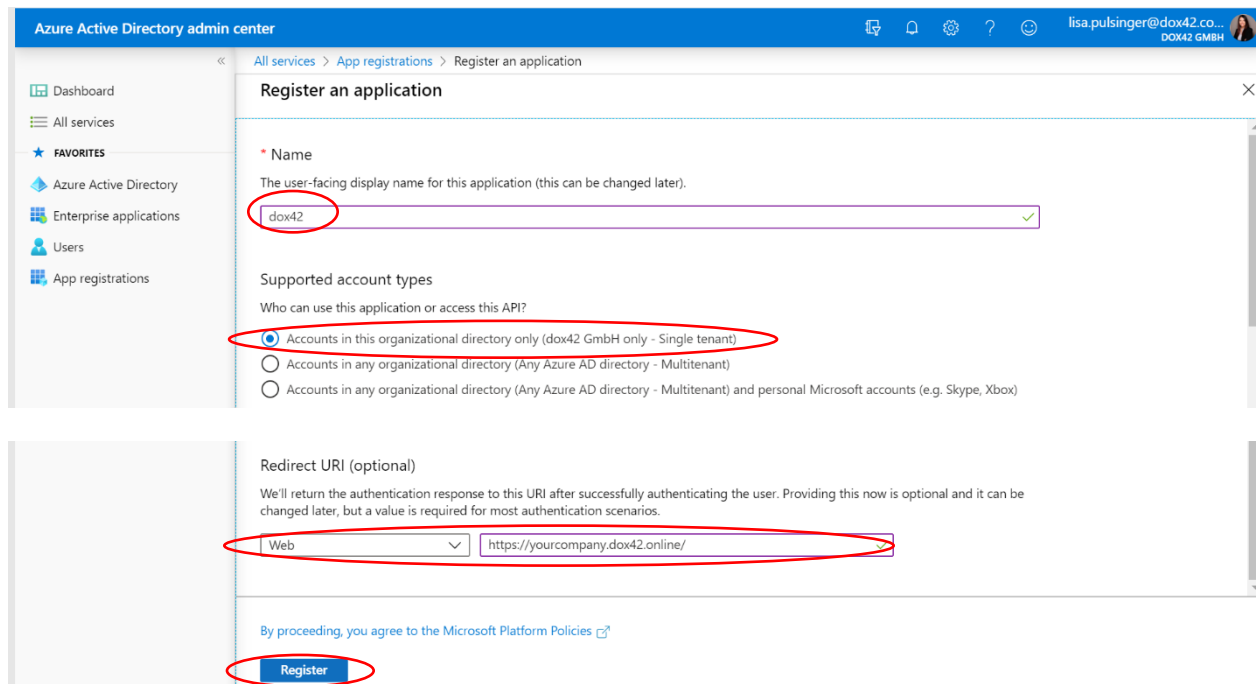 Azure Active Directory admin center
lisa.pulsinger@dox42.co...
DOX42 GMBH
«
All services > App registrations > Register an application
Dashboard
All services
FAVORITES
Azure Active Directory
Enterprise applications
Users
App registrations
Register an application
* Name
The user-facing display name for this application (this can be changed later).
dox42
Supported account types
Who can use this application or access this API?
Accounts in this organizational directory only (dox42 GmbH only - Single tenant)
Accounts in any organizational directory (Any Azure AD directory - Multitenant)
Accounts in any organizational directory (Any Azure AD directory - Multitenant) and personal Microsoft accounts (e.g. Skype, Xbox)
Redirect URI (optional)
We'll return the authentication response to this URI after successfully authenticating the user. Providing this now is optional and it can be
changed later, but a value is required for most authentication scenarios.
Web
https://yourcompany.dox42.online/
By proceeding, you agree to the Microsoft Platform Policies
Register